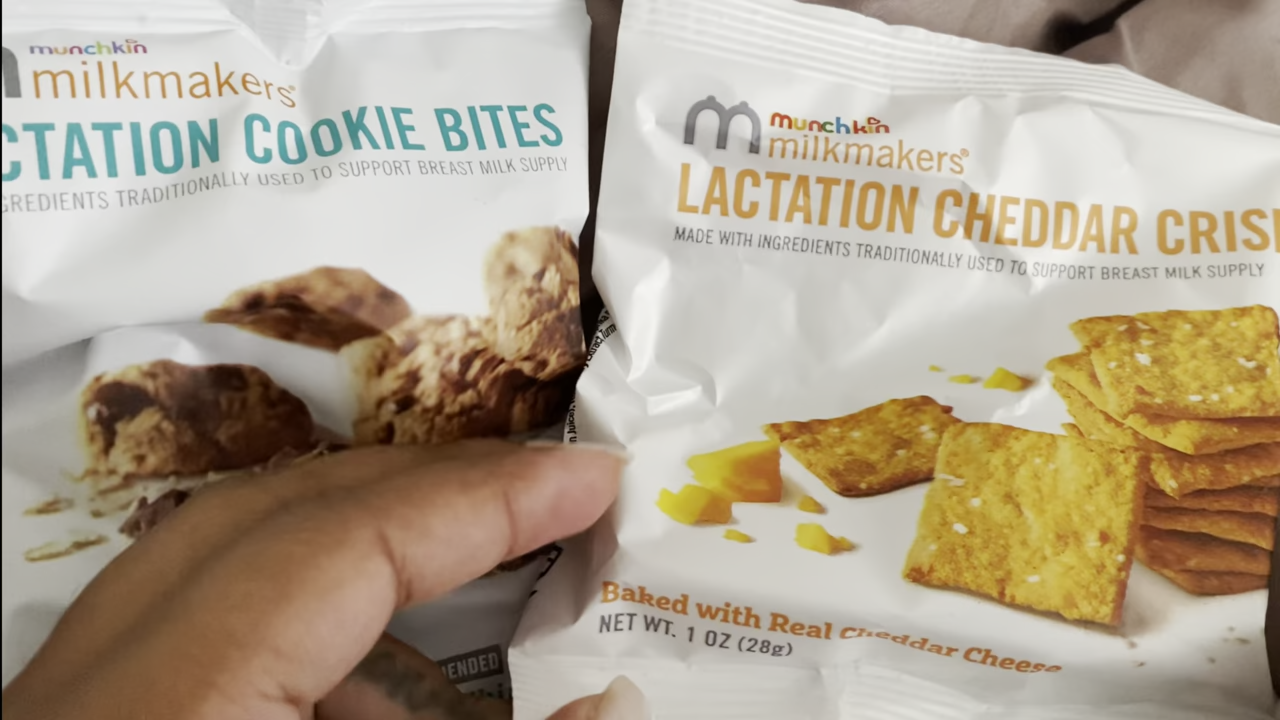 munchkin
milkmakers®
CTATION COOKIE BITES
GREDIENTS TRADITIONALLY USED TO SUPPORT BREAST MILK SUPPLY
ENDED
munchkin
milkmakers®
LACTATION CHEDDAR CRIS
MADE WITH INGREDIENTS TRADITIONALLY USED TO SUPPORT BREAST MILK SUPPLY
Baked with Real Cheddar Cheese
NET WT. 1 OZ (28g)